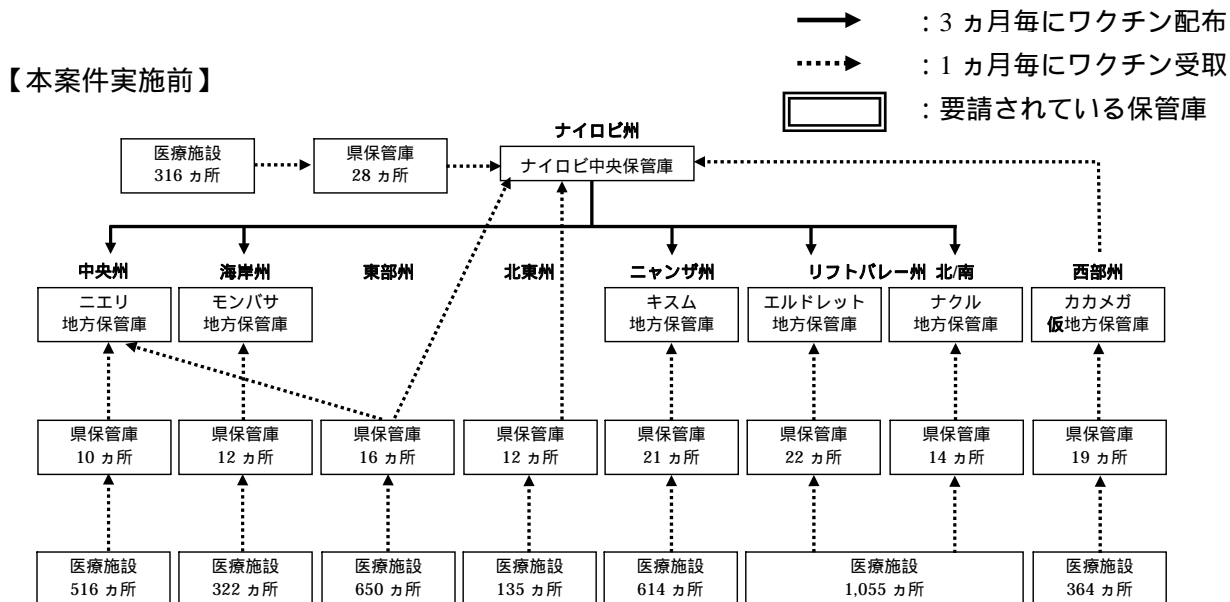 ：3 ヵ月毎にワクチン配布
：1 ヵ月毎にワクチン受取
：要請されている保管庫
【本案件実施前】
ナイロビ州
医療施設
316 ヵ所
県保管庫
28 ヵ所
ナイロビ中央保管庫
中央州
海岸州
東部州
北東州
ニャンザ州
リフトバレー州 北/南
西部州
ニエリ
地方保管庫
モンバサ
地方保管庫
キスム
地方保管庫
エルドレット
地方保管庫
ナクル
地方保管庫
カカメガ
仮地方保管庫
県保管庫
10 ヵ所
県保管庫
12 ヵ所
県保管庫
16 ヵ所
県保管庫
12 ヵ所
県保管庫
21 ヵ所
県保管庫
22 ヵ所
県保管庫
14 ヵ所
県保管庫
19 ヵ所
医療施設
516 ヵ所
医療施設
322 ヵ所
医療施設
650 ヵ所
医療施設
135 ヵ所
医療施設
614 ヵ所
医療施設
1,055 ヵ所
医療施設
364 ヵ所